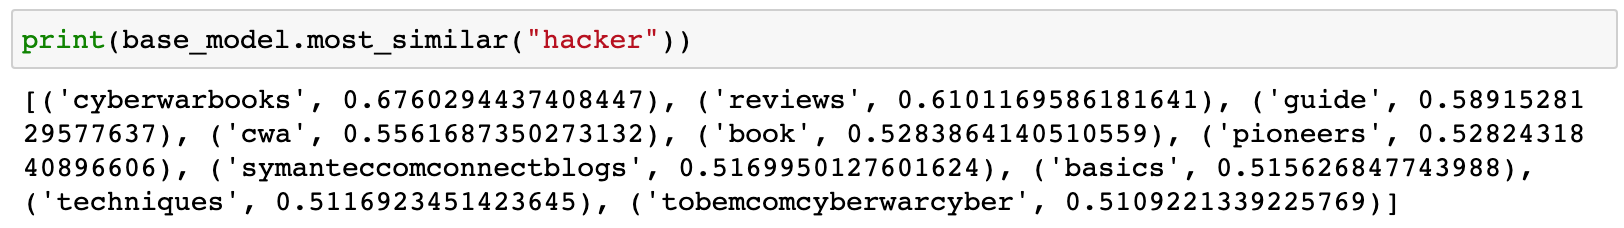 print(base_model.most_similar("hacker"))
[('cyberwarbooks', 0.6760294437408447), ('reviews', 0.6101169586181641), ('guide', 0.58915281
29577637), ('cwa', 0.5561687350273132), ('book', 0.5283864140510559), ('pioneers', 0.52824318
40896606), ('symanteccomconnectblogs', 0.5169950127601624), ('basics', 0.515626847743988),
('techniques', 0.5116923451423645), ('tobemcomcyberwarcyber', 0.5109221339225769)]